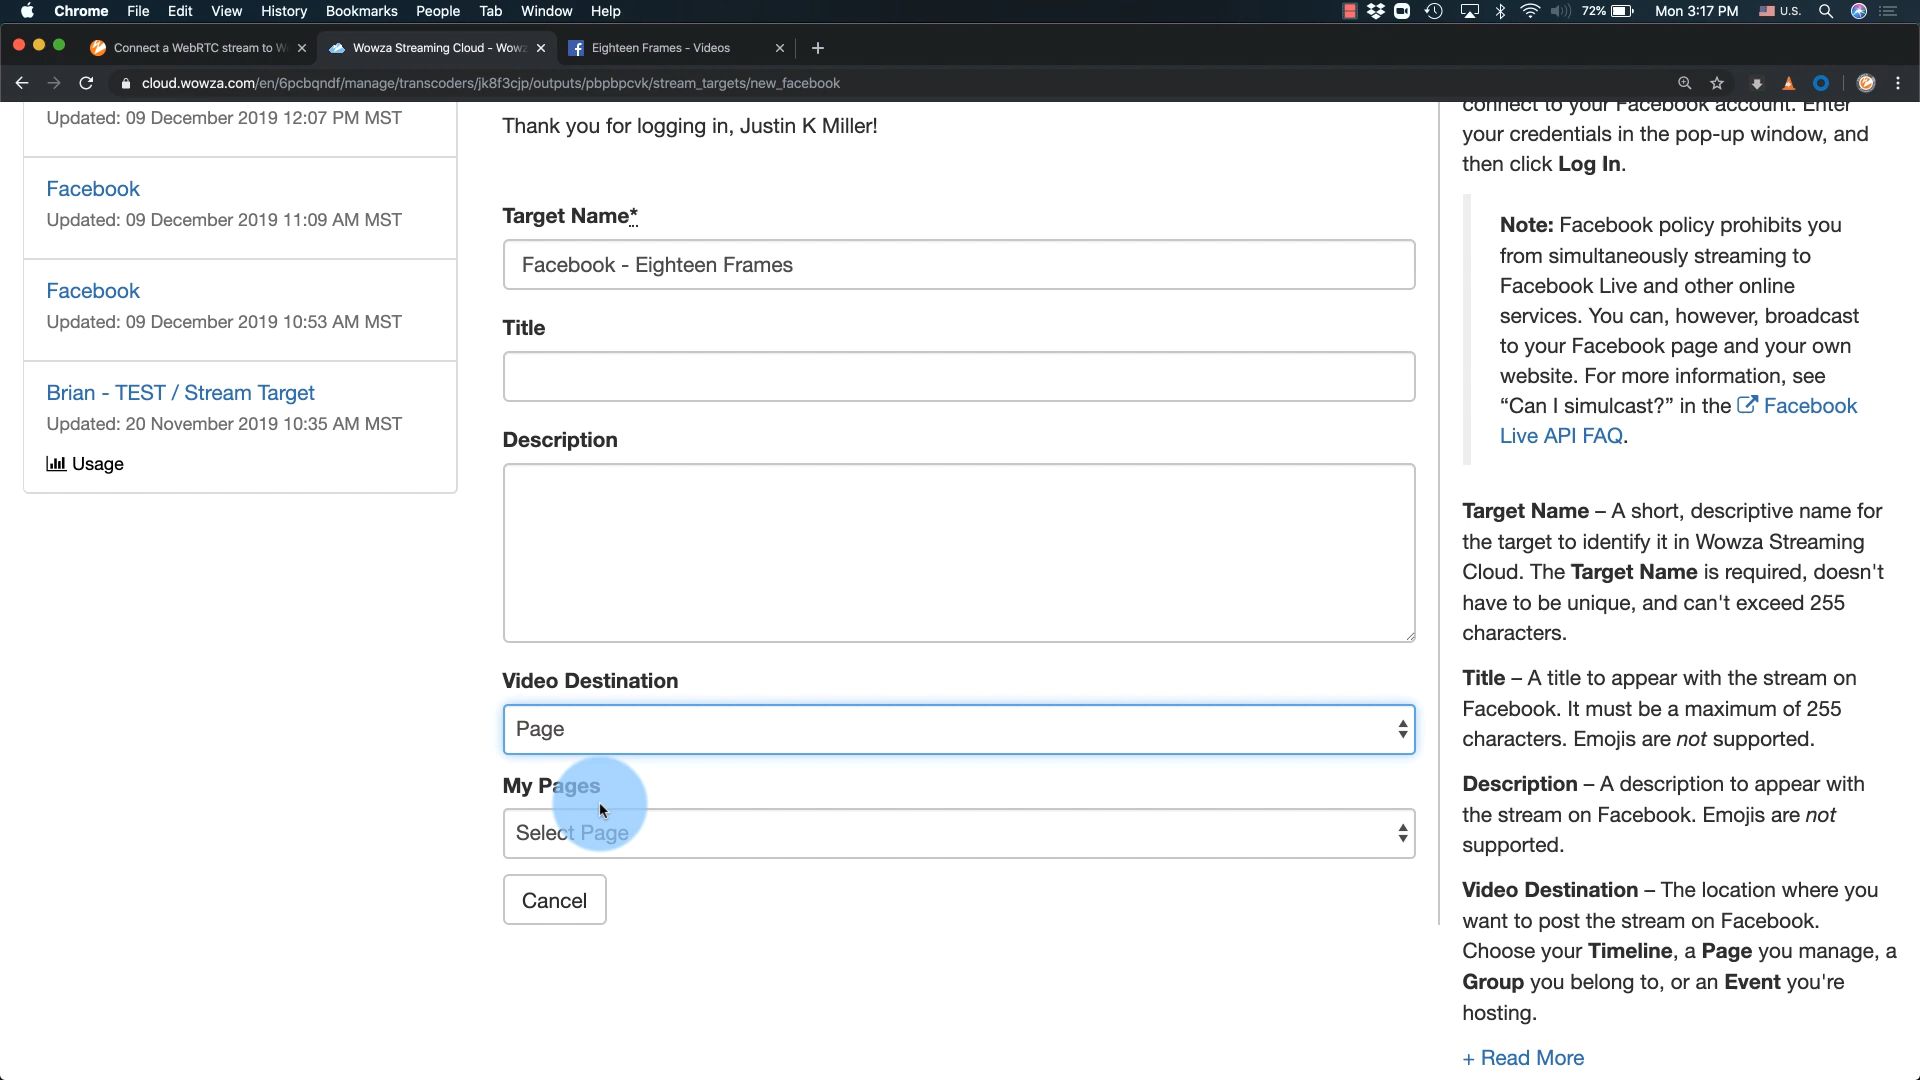 Chrome File Edit View History Bookmarks People Tab Window Help 72% Mon 3:17 PM U.S.
Connect a WebRTC stream to W Wowza Streaming Cloud - Wowz Eighteen Frames - Videos
cloud.wowza.com/en/6pcbqndf/manage/transcoders/jk8f3cjp/outputs/pbpbpcvk/stream_targets/new_facebook
Updated: 09 December 2019 12:07 PM MST
Facebook
Updated: 09 December 2019 11:09 AM MST
Facebook
Updated: 09 December 2019 10:53 AM MST
Brian - TEST / Stream Target
Updated: 20 November 2019 10:35 AM MST
Usage
Thank you for logging in, Justin K Miller!
Target Name*
Facebook - Eighteen Frames
Title
Description
Video Destination
Page
My Pages
Select Page
Cancel
connect to your Facebook account. Enter
your credentials in the pop-up window, and
then click Log In.
Note: Facebook policy prohibits you
from simultaneously streaming to
Facebook Live and other online
services. You can, however, broadcast
to your Facebook page and your own
website. For more information, see
“Can I simulcast?” in the Facebook
Live API FAQ.
Target Name – A short, descriptive name for
the target to identify it in Wowza Streaming
Cloud. The Target Name is required, doesn't
have to be unique, and can't exceed 255
characters.
Title – A title to appear with the stream on
Facebook. It must be a maximum of 255
characters. Emojis are not supported.
Description – A description to appear with
the stream on Facebook. Emojis are not
supported.
Video Destination – The location where you
want to post the stream on Facebook.
Choose your Timeline, a Page you manage, a
Group you belong to, or an Event you're
hosting.
+ Read More